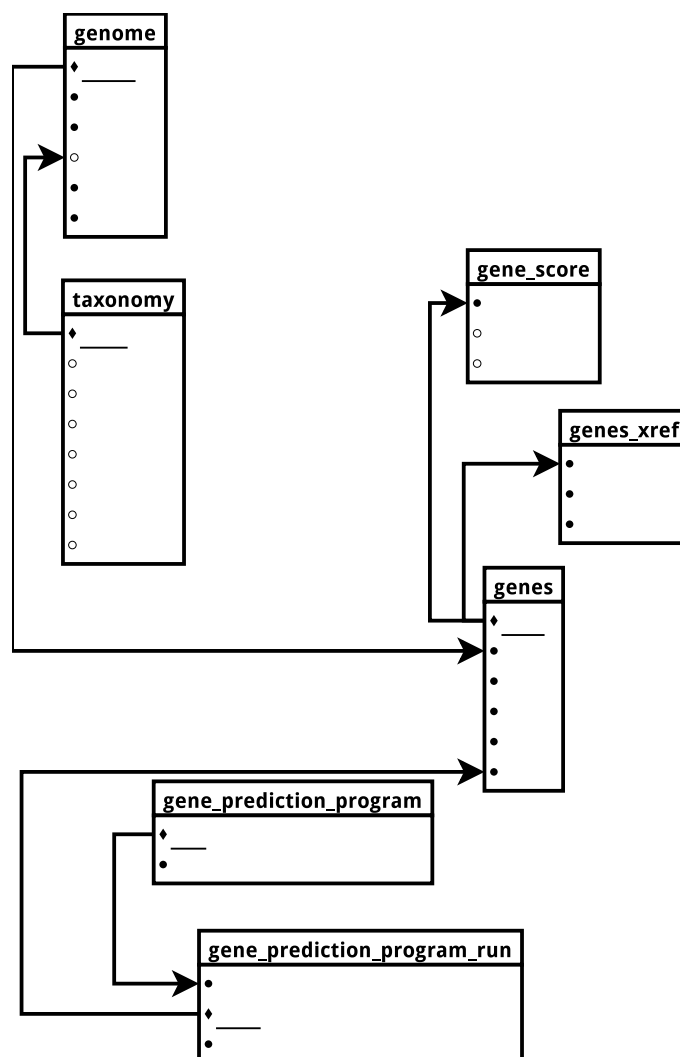 genome
gene_score
taxonomy
genes_xref
genes
gene_prediction_program
gene_prediction_program_run